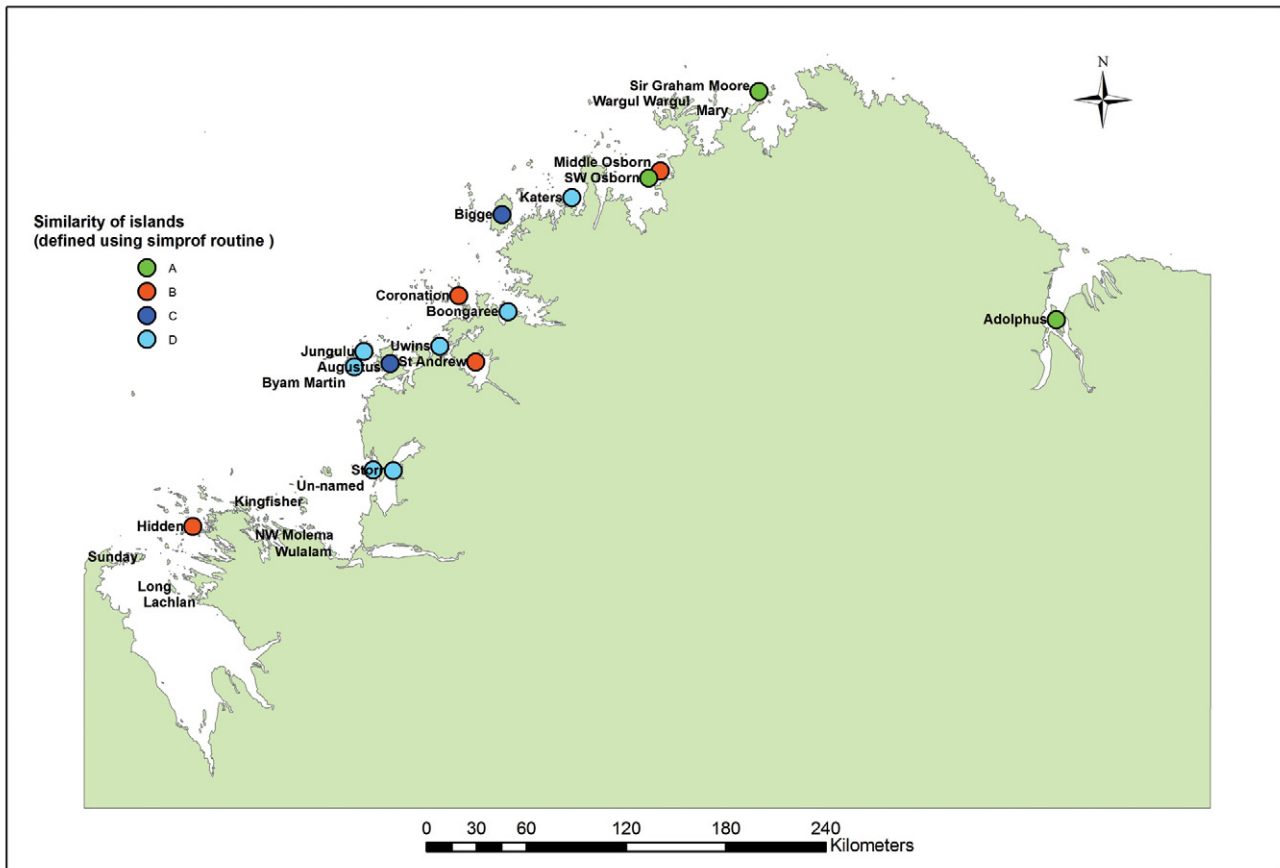 N
Sir Graham Moore
Wargul Wargul
Mary
Middle Osborn
SW Osborn
Katers
Bigge
Similarity of islands
(defined using simprof routine )
A
B
C
D
Coronation
Boongaree
Adolphus
Uwins
Jungulu
St Andrew
Augustus
Byam Martin
Storr
Un-named
Kingfisher
Hidden
NW Molema
Wulalam
Sunday
Long
Lachlan
0 30 60 120 180 240
Kilometers